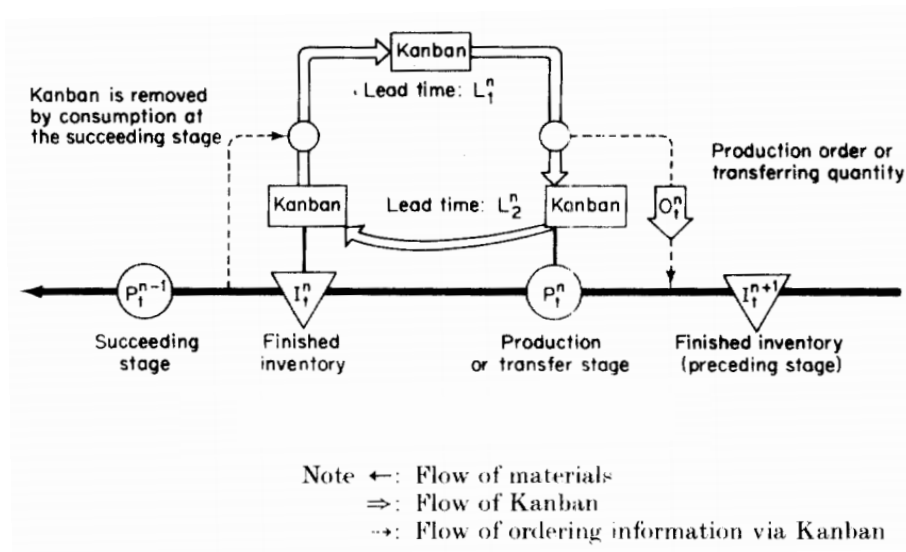 Kanban
Lead time: L₁ⁿ
Kanban is removed
by consumption at
the succeeding stage
Production order or
transferring quantity
Kanban
Lead time: L₂ⁿ
Kanban
Oₜⁿ
Pₜⁿ⁻¹
Iₜⁿ
Pₜⁿ
Iₜⁿ⁺¹
Succeeding
stage
Finished
inventory
Production
or transfer stage
Finished inventory
(preceding stage)
Note ←: Flow of materials
⇒: Flow of Kanban
⇢: Flow of ordering information via Kanban